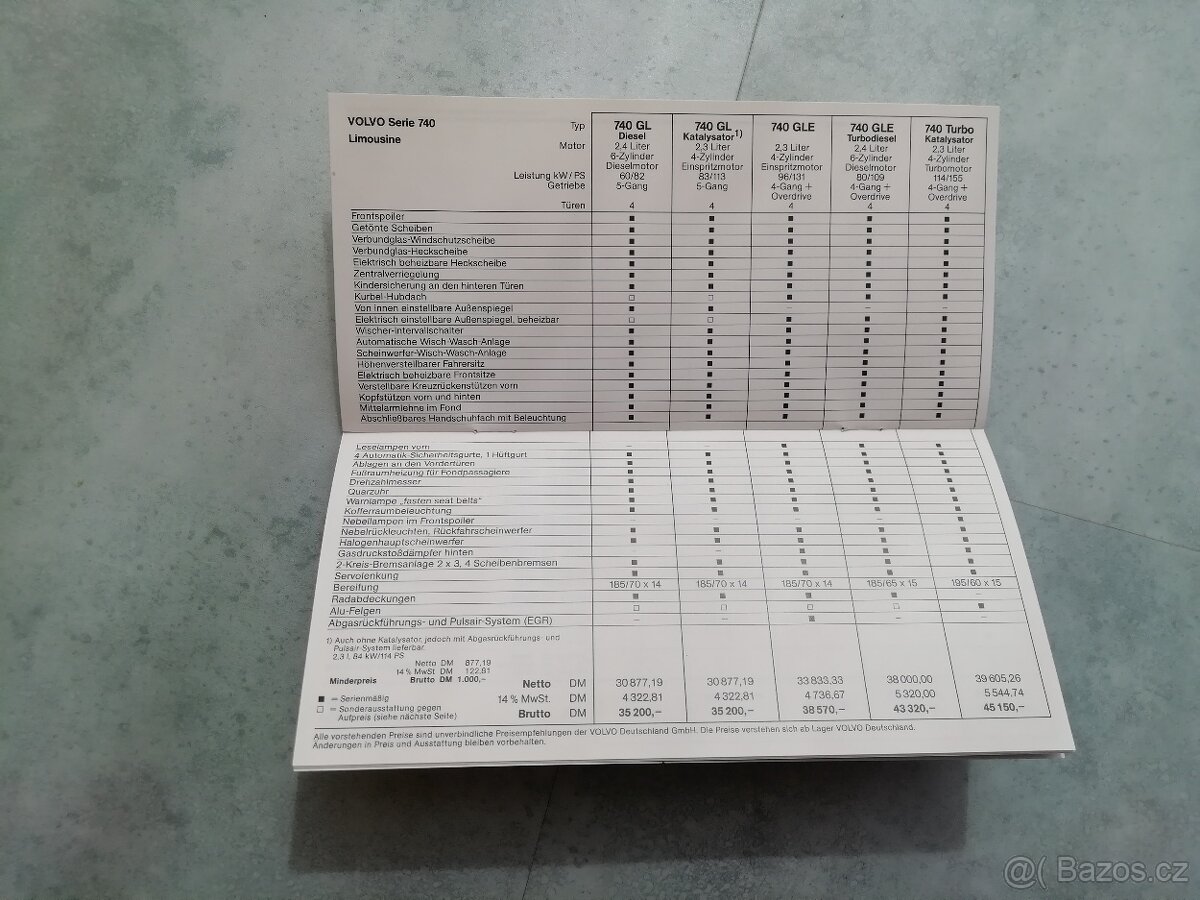 VOLVO Serie 740
Limousine
Typ 740 GL Diesel 740 GL Katalysator1) 740 GLE 740 GLE Turbodiesel 740 Turbo Katalysator
Motor 2,4 Liter 6-Zylinder Dieselmotor 2,3 Liter 4-Zylinder Einspritzmotor 2,3 Liter 4-Zylinder Einspritzmotor 2,4 Liter 6-Zylinder Dieselmotor 2,3 Liter 4-Zylinder Turbomotor
Leistung kW/PS 60/82 83/113 96/131 80/109 114/155
Getriebe 5-Gang 5-Gang 4-Gang + Overdrive 4-Gang + Overdrive 4-Gang + Overdrive
Türen 4 4 4 4 4
Frontspoiler ■ ■ ■ ■ ■
Getönte Scheiben ■ ■ ■ ■ ■
Verbundglas-Windschutzscheibe ■ ■ ■ ■ ■
Verbundglas-Heckscheibe ■ ■ ■ ■ ■
Elektrisch beheizbare Heckscheibe ■ ■ ■ ■ ■
Zentralverriegelung ■ ■ ■ ■ ■
Kindersicherung an den hinteren Türen ■ ■ ■ ■ ■
Kurbel-Hubdach □ □ ■ ■ ■
Von innen einstellbare Außenspiegel ■ ■ – – –
Elektrisch einstellbare Außenspiegel, beheizbar □ □ ■ ■ ■
Wischer-Intervallschalter ■ ■ ■ ■ ■
Automatische Wisch-Wasch-Anlage ■ ■ ■ ■ ■
Scheinwerfer-Wisch-Wasch-Anlage ■ ■ ■ ■ ■
Höhenverstellbarer Fahrersitz ■ ■ ■ ■ ■
Elektrisch beheizbare Frontsitze ■ ■ ■ ■ ■
Verstellbare Kreuzrückenstützen vorn ■ ■ ■ ■ ■
Kopfstützen vorn und hinten ■ ■ ■ ■ ■
Mittelarmlehne im Fond ■ ■ ■ ■ ■
Abschließbares Handschuhfach mit Beleuchtung ■ ■ ■ ■ ■
Leselampen vorn – – ■ ■ ■
4 Automatik Sicherheitsgurte, 1 Hüftgurt ■ ■ ■ ■ ■
Ablagen an den Vordertüren ■ ■ ■ ■ ■
Fußraumheizung für Fondpassagiere ■ ■ ■ ■ ■
Drehzahlmesser ■ ■ ■ ■ ■
Quarzuhr ■ ■ ■ ■ ■
Warnlampe „fasten seat belts“ ■ ■ ■ ■ ■
Kofferraumbeleuchtung ■ ■ ■ ■ ■
Nebellampen im Frontspoiler – – – – ■
Nebelrückleuchten, Rückfahrscheinwerfer ■ ■ ■ ■ ■
Halogenhauptscheinwerfer ■ ■ ■ ■ ■
Gasdruckstoßdämpfer hinten – – ■ ■ ■
2-Kreis-Bremsanlage 2 x 3, 4 Scheibenbremsen ■ ■ ■ ■ ■
Servolenkung ■ ■ ■ ■ ■
Bereifung 185/70 x 14 185/70 x 14 185/70 x 14 185/65 x 15 195/60 x 15
Radabdeckungen ■ ■ ■ ■ –
Alu-Felgen □ □ □ □ ■
Abgasrückführungs- und Pulsair-System (EGR) – – ■ – –
1) Auch ohne Katalysator, jedoch mit Abgasrückführungs- und
Pulsair-System lieferbar.
2,3 l, 84 kW/114 PS
Netto DM 877,19
14 % MwSt. DM 122,81
Minderpreis Brutto DM 1.000,–
Netto DM 30 877,19 30 877,19 33 833,33 38 000,00 39 605,26
■ = Serienmäßig 14 % MwSt. DM 4 322,81 4 322,81 4 736,67 5 320,00 5 544,74
□ = Sonderausstattung gegen
Aufpreis (siehe nächste Seite) Brutto DM 35 200,– 35 200,– 38 570,– 43 320,– 45 150,–
Alle vorstehenden Preise sind unverbindliche Preisempfehlungen der VOLVO Deutschland GmbH. Die Preise verstehen sich ab Lager VOLVO Deutschland.
Änderungen in Preis und Ausstattung bleiben vorbehalten.
@( Bazos.cz